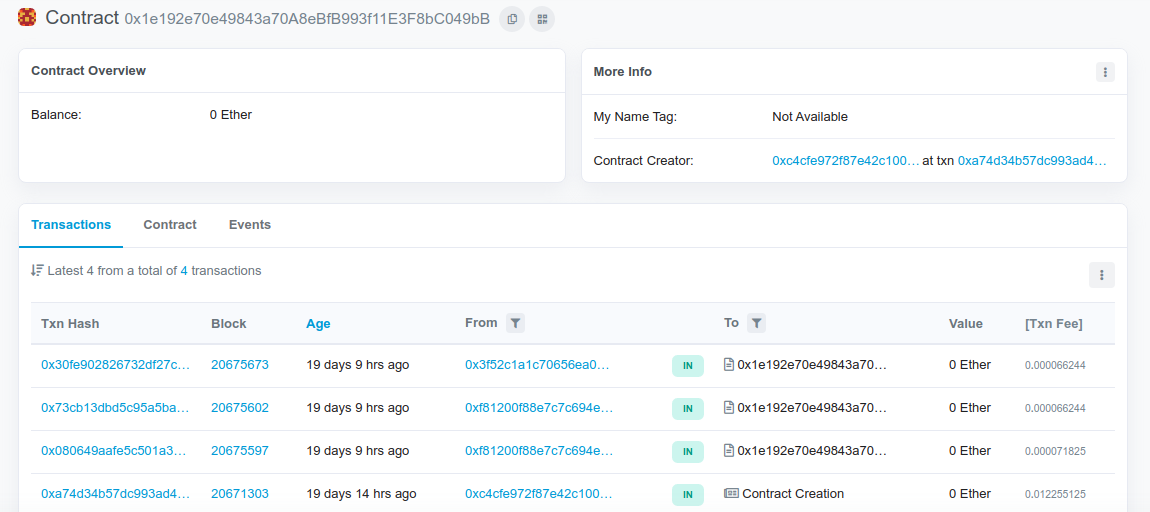 Contract 0x1e192e70e49843a70A8eBfB993f11E3F8bC049bB
Contract Overview
Balance: 0 Ether
More Info
My Name Tag: Not Available
Contract Creator: 0xc4cfe972f87e42c100... at txn 0xa74d34b57dc993ad4...
Transactions Contract Events
Latest 4 from a total of 4 transactions
Txn Hash Block Age From To Value [Txn Fee]
0x30fe902826732df27c... 20675673 19 days 9 hrs ago 0x3f52c1a1c70656ea0... IN 0x1e192e70e49843a70... 0 Ether 0.000066244
0x73cb13dbd5c95a5ba... 20675602 19 days 9 hrs ago 0xf81200f88e7c7c694e... IN 0x1e192e70e49843a70... 0 Ether 0.000066244
0x080649aafe5c501a3... 20675597 19 days 9 hrs ago 0xf81200f88e7c7c694e... IN 0x1e192e70e49843a70... 0 Ether 0.000071825
0xa74d34b57dc993ad4... 20671303 19 days 14 hrs ago 0xc4cfe972f87e42c100... IN Contract Creation 0 Ether 0.012255125